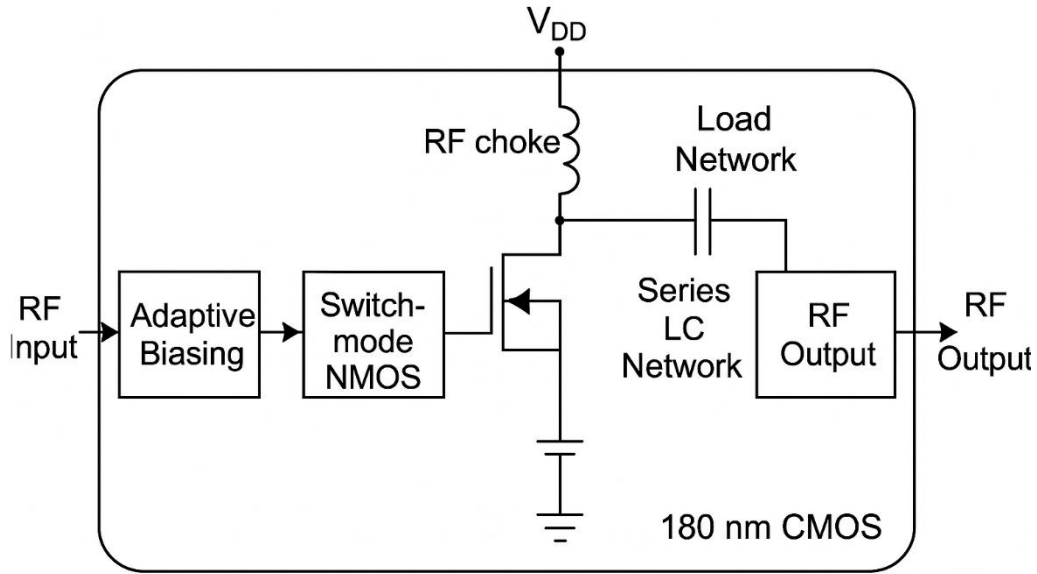 V_DD
RF choke
Load
Network
RF
Input
Adaptive
Biasing
Switch-
mode
NMOS
Series
LC
Network
RF
Output
RF
Output
180 nm CMOS